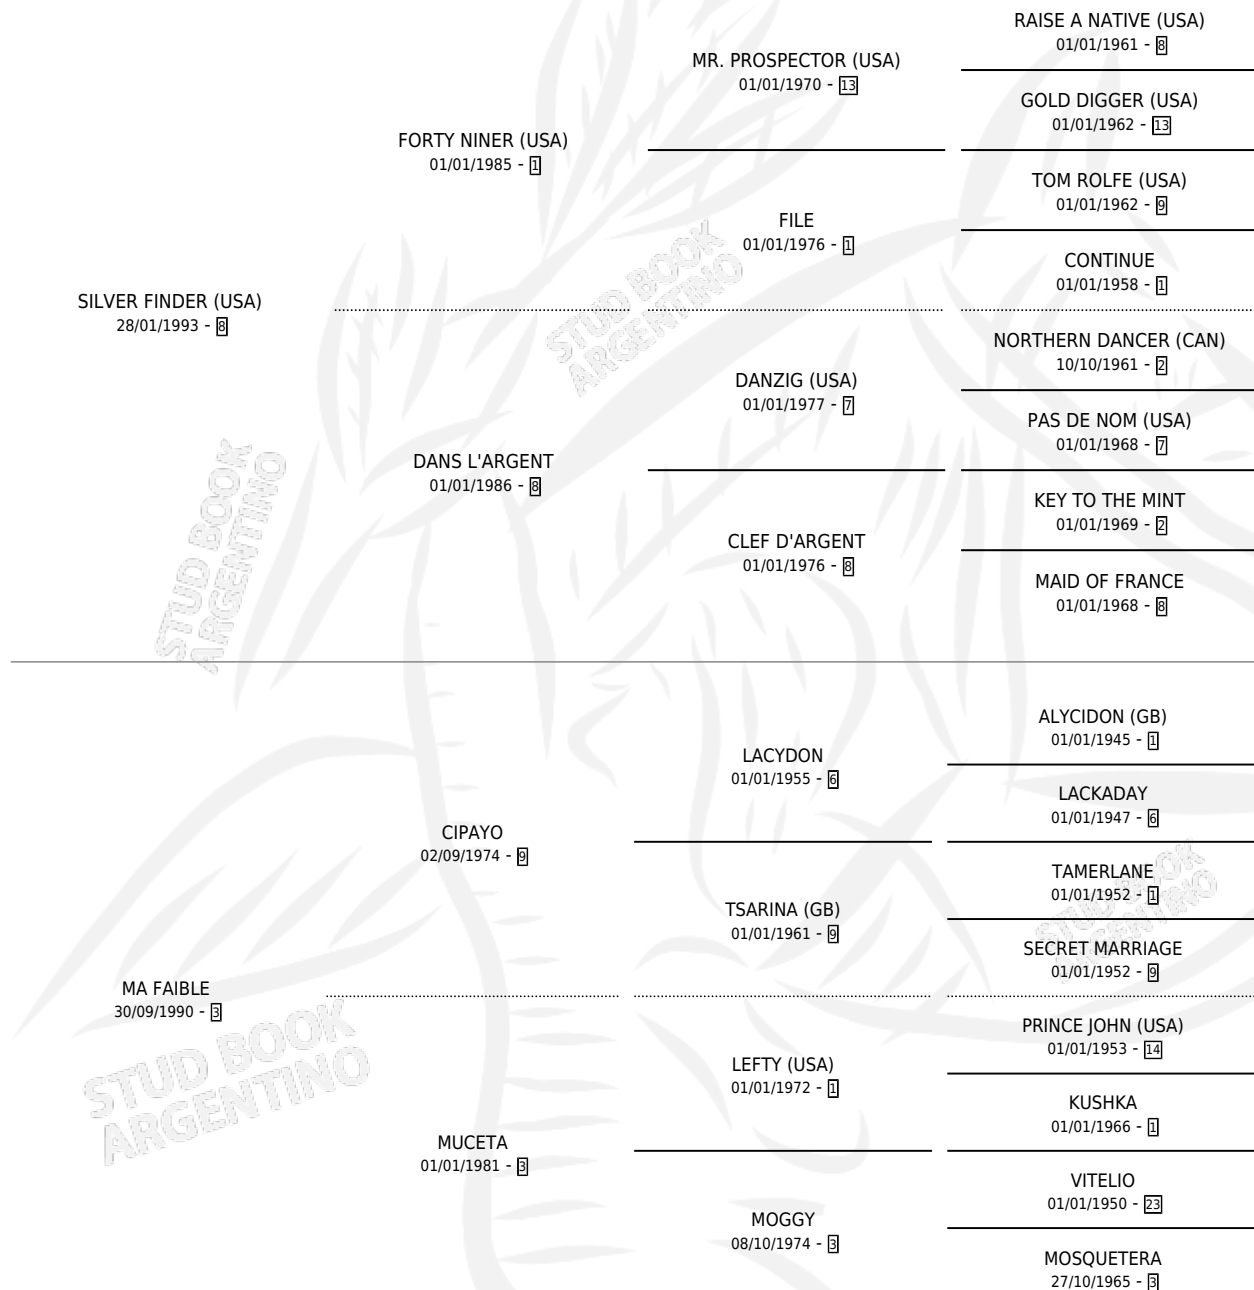 RAISE A NATIVE (USA)
01/01/1961 - 8
MR. PROSPECTOR (USA)
01/01/1970 - 13
GOLD DIGGER (USA)
01/01/1962 - 13
FORTY NINER (USA)
01/01/1985 - 1
TOM ROLFE (USA)
01/01/1962 - 9
FILE
01/01/1976 - 1
CONTINUE
01/01/1958 - 1
SILVER FINDER (USA)
28/01/1993 - 8
NORTHERN DANCER (CAN)
10/10/1961 - 2
DANZIG (USA)
01/01/1977 - 7
PAS DE NOM (USA)
01/01/1968 - 7
DANS L'ARGENT
01/01/1986 - 8
KEY TO THE MINT
01/01/1969 - 2
CLEF D'ARGENT
01/01/1976 - 8
MAID OF FRANCE
01/01/1968 - 8
ALYCIDON (GB)
01/01/1945 - 1
LACYDON
01/01/1955 - 6
LACKADAY
01/01/1947 - 6
CIPAYO
02/09/1974 - 9
TAMERLANE
01/01/1952 - 1
TSARINA (GB)
01/01/1961 - 9
SECRET MARRIAGE
01/01/1952 - 9
MA FAIBLE
30/09/1990 - 3
PRINCE JOHN (USA)
01/01/1953 - 14
LEFTY (USA)
01/01/1972 - 1
KUSHKA
01/01/1966 - 1
MUCETA
01/01/1981 - 3
VITELIO
01/01/1950 - 23
MOGGY
08/10/1974 - 3
MOSQUETERA
27/10/1965 - 3
STUD BOOK
ARGENTINO
STUD BOOK
ARGENTINO
STUD BOOK
ARGENTINO
STUD BOOK
ARGENTINO